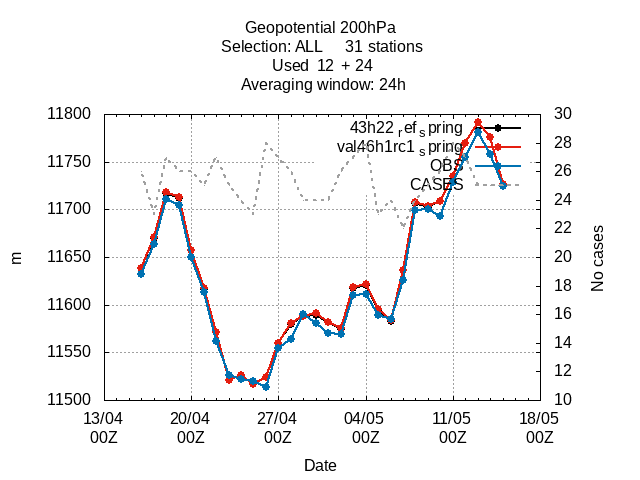 Geopotential 200hPa
Selection: ALL     31 stations
Used  12  + 24
Averaging window: 24h
43h22 ref spring
val46h1rc1 spring
OBS
CASES
11800
11750
11700
11650
11600
11550
11500
30
28
26
24
22
20
18
16
14
12
10
m
No cases
13/04 20/04 27/04 04/05 11/05 18/05
00Z 00Z 00Z 00Z 00Z 00Z
Date